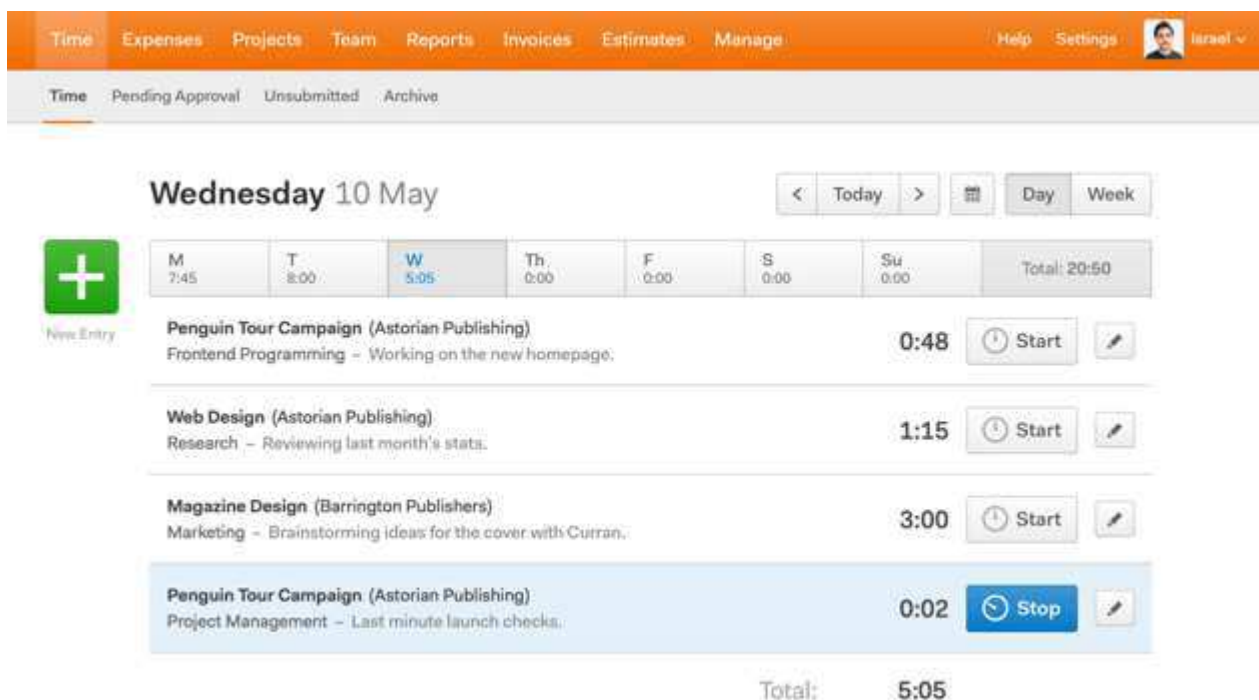 Time Expenses Projects Team Reports Invoices Estimates Manage Help Settings Israel
Time Pending Approval Unsubmitted Archive
Wednesday 10 May
< Today > Day Week
M T W Th F S Su
7:45 8:00 5:05 0:00 0:00 0:00 0:00 Total: 20:50
New Entry
Penguin Tour Campaign (Astorian Publishing)
Frontend Programming – Working on the new homepage.
0:48 Start
Web Design (Astorian Publishing)
Research – Reviewing last month's stats.
1:15 Start
Magazine Design (Barrington Publishers)
Marketing – Brainstorming ideas for the cover with Curran.
3:00 Start
Penguin Tour Campaign (Astorian Publishing)
Project Management – Last minute launch checks.
0:02 Stop
Total: 5:05